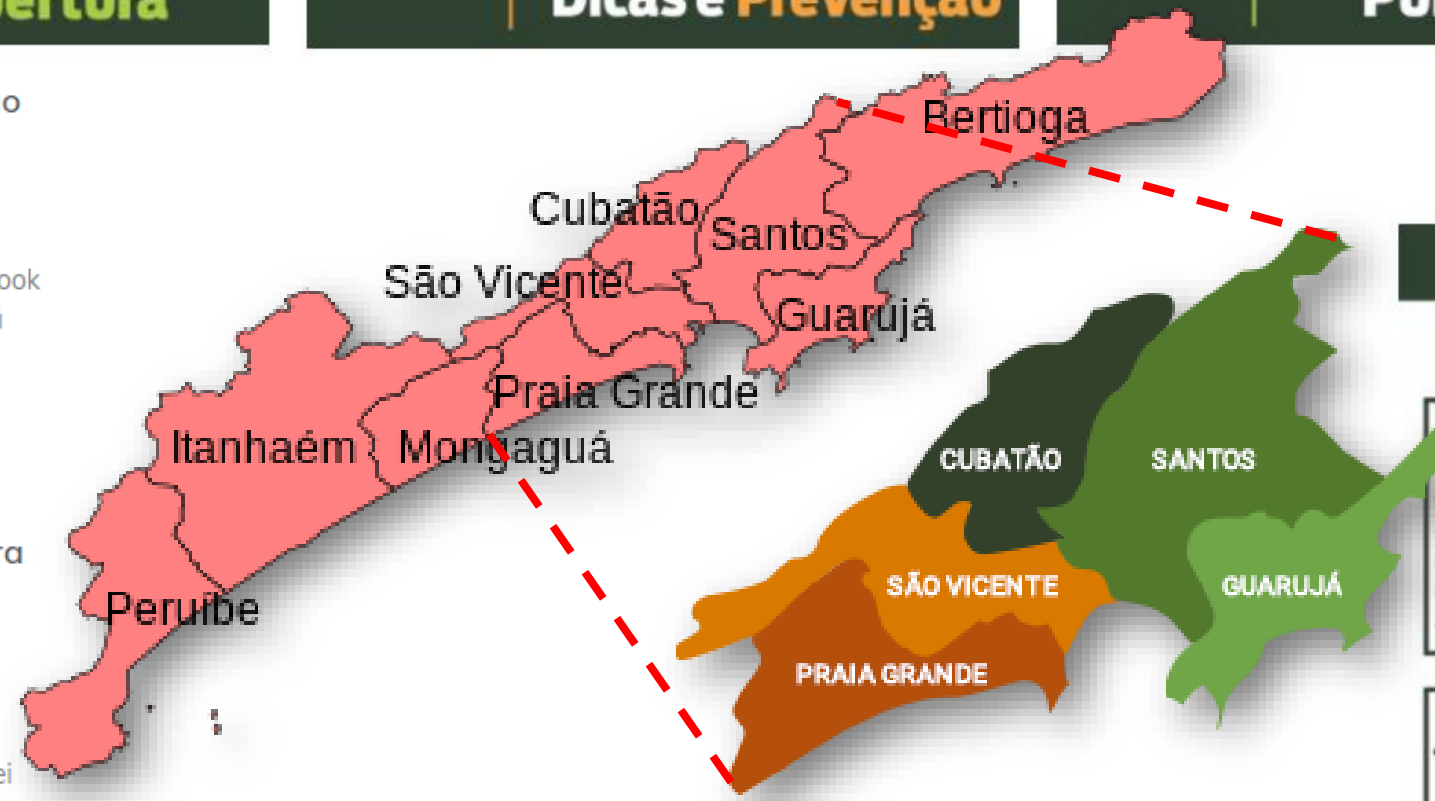 Dicas e Prevenção
Bertioga
Cubatão
Santos
São Vicente
Guarujá
Praia Grande
Itanhaém
Mongaguá
Peruíbe
CUBATÃO
SANTOS
SÃO VICENTE
GUARUJÁ
PRAIA GRANDE